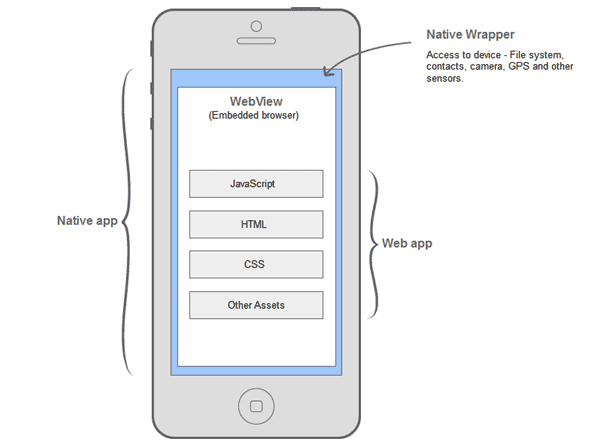 Native Wrapper
Access to device - File system,
contacts, camera, GPS and other
sensors.
WebView
(Embedded browser)
JavaScript
HTML
CSS
Other Assets
Native app
Web app